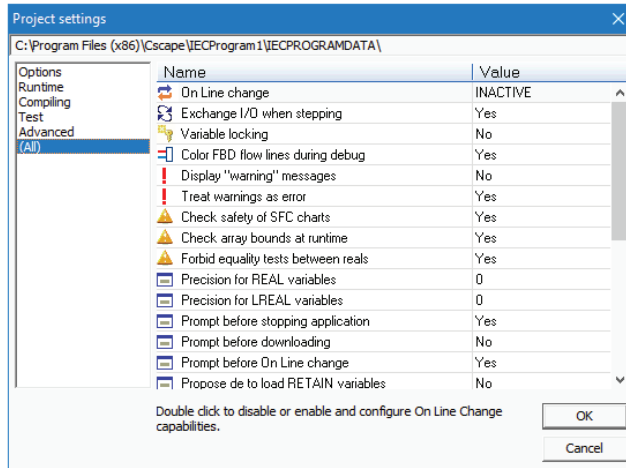 Project settings
C:\Program Files (x86)\Cscape\IECProgram1\IECPROGRAMDATA\
Options
Runtime
Compiling
Test
Advanced
(All)
Name Value
On Line change INACTIVE
Exchange I/O when stepping Yes
Variable locking No
Color FBD flow lines during debug Yes
Display "warning" messages No
Treat warnings as error Yes
Check safety of SFC charts Yes
Check array bounds at runtime Yes
Forbid equality tests between reals Yes
Precision for REAL variables 0
Precision for LREAL variables 0
Prompt before stopping application Yes
Prompt before downloading No
Prompt before On Line change Yes
Propose de to load RETAIN variables No
Double click to disable or enable and configure On Line Change
capabilities.
OK
Cancel